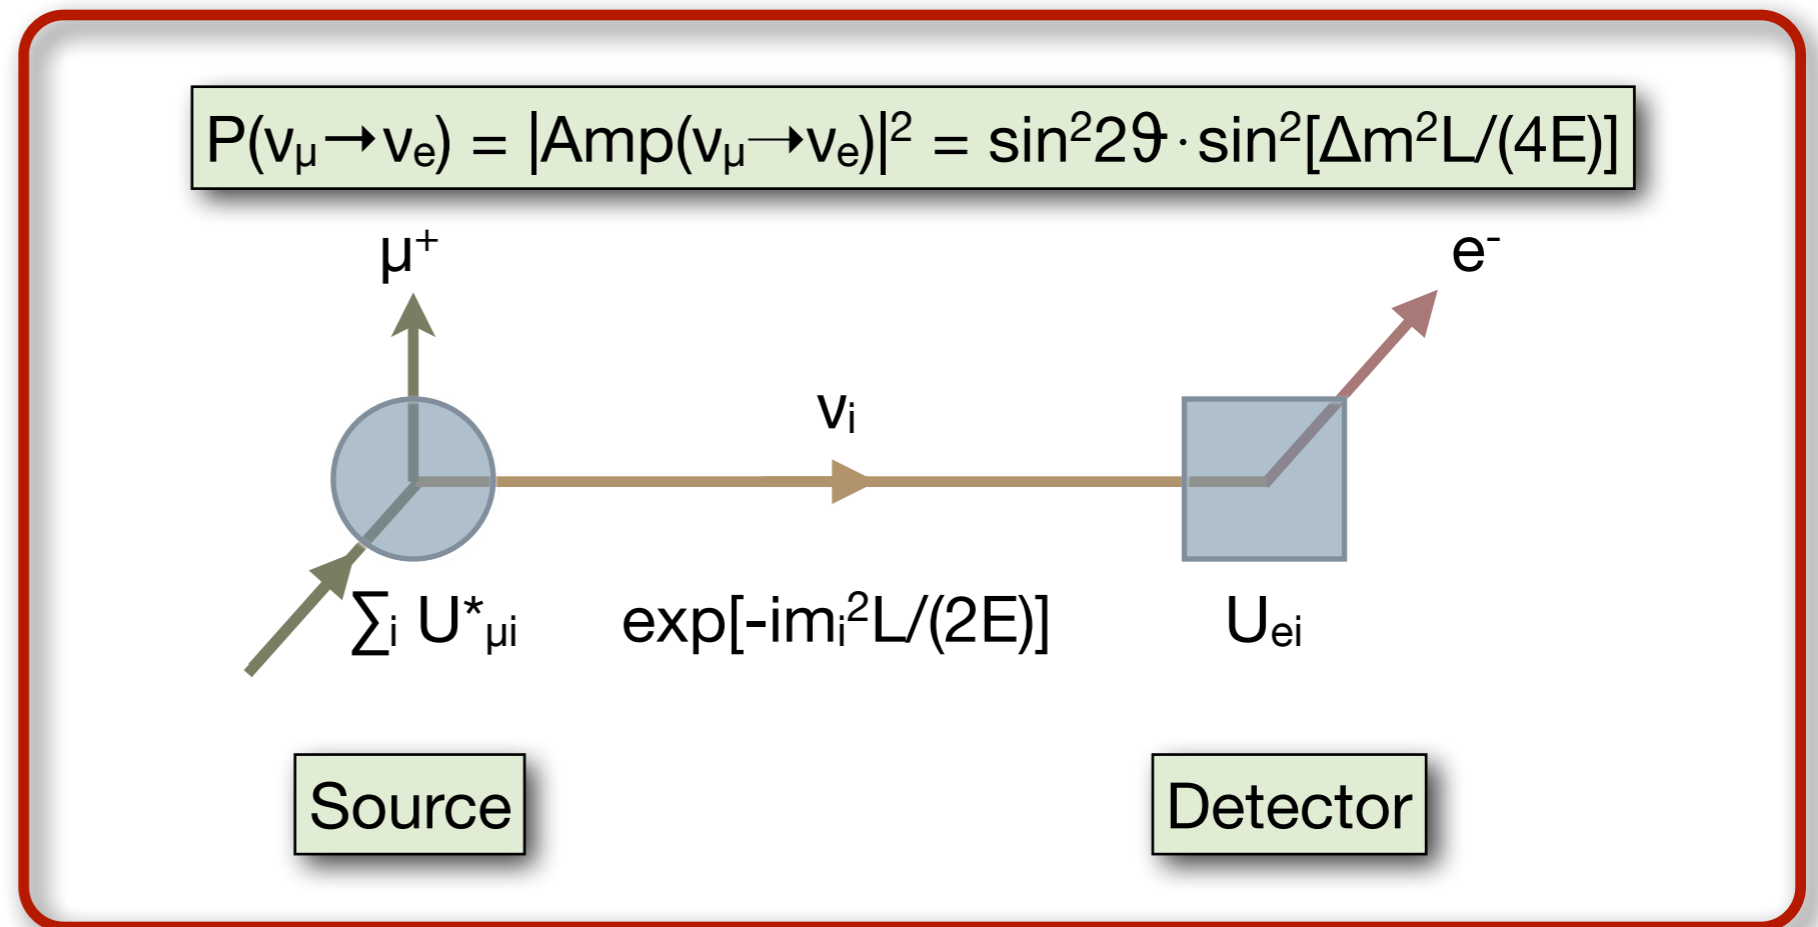 P(νμ→νe) = |Amp(νμ→νe)|² = sin²2ϑ·sin²[Δm²L/(4E)]
μ⁺
e⁻
νi
∑i U*μi
exp[-imi²L/(2E)]
Uei
Source
Detector